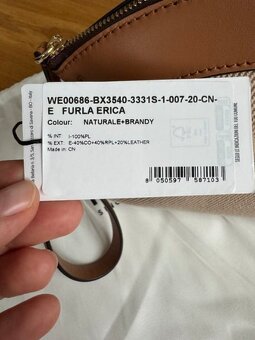 WE00686-BX3540-3331S-1-007-20-CN-
E FURLA ERICA
Colour: NATURALE+BRANDY
% INT: I-100%PL
% EXT: E-40%CO+40%RPL+20%LEATHER
Made in: CN
8 050597 587103